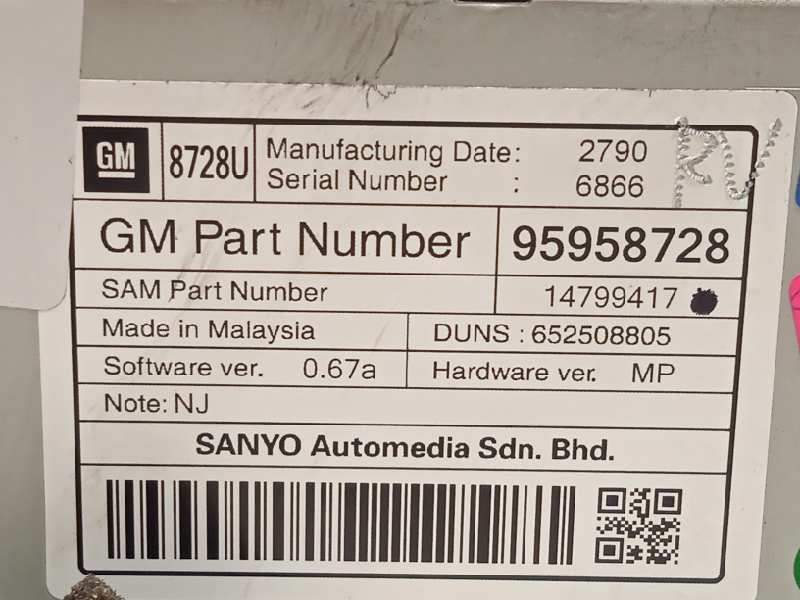 GM 8728U Manufacturing Date: 2790
Serial Number : 6866
RV
GM Part Number 95958728
SAM Part Number 14799417
Made in Malaysia DUNS : 652508805
Software ver. 0.67a Hardware ver. MP
Note: NJ
SANYO Automedia Sdn. Bhd.